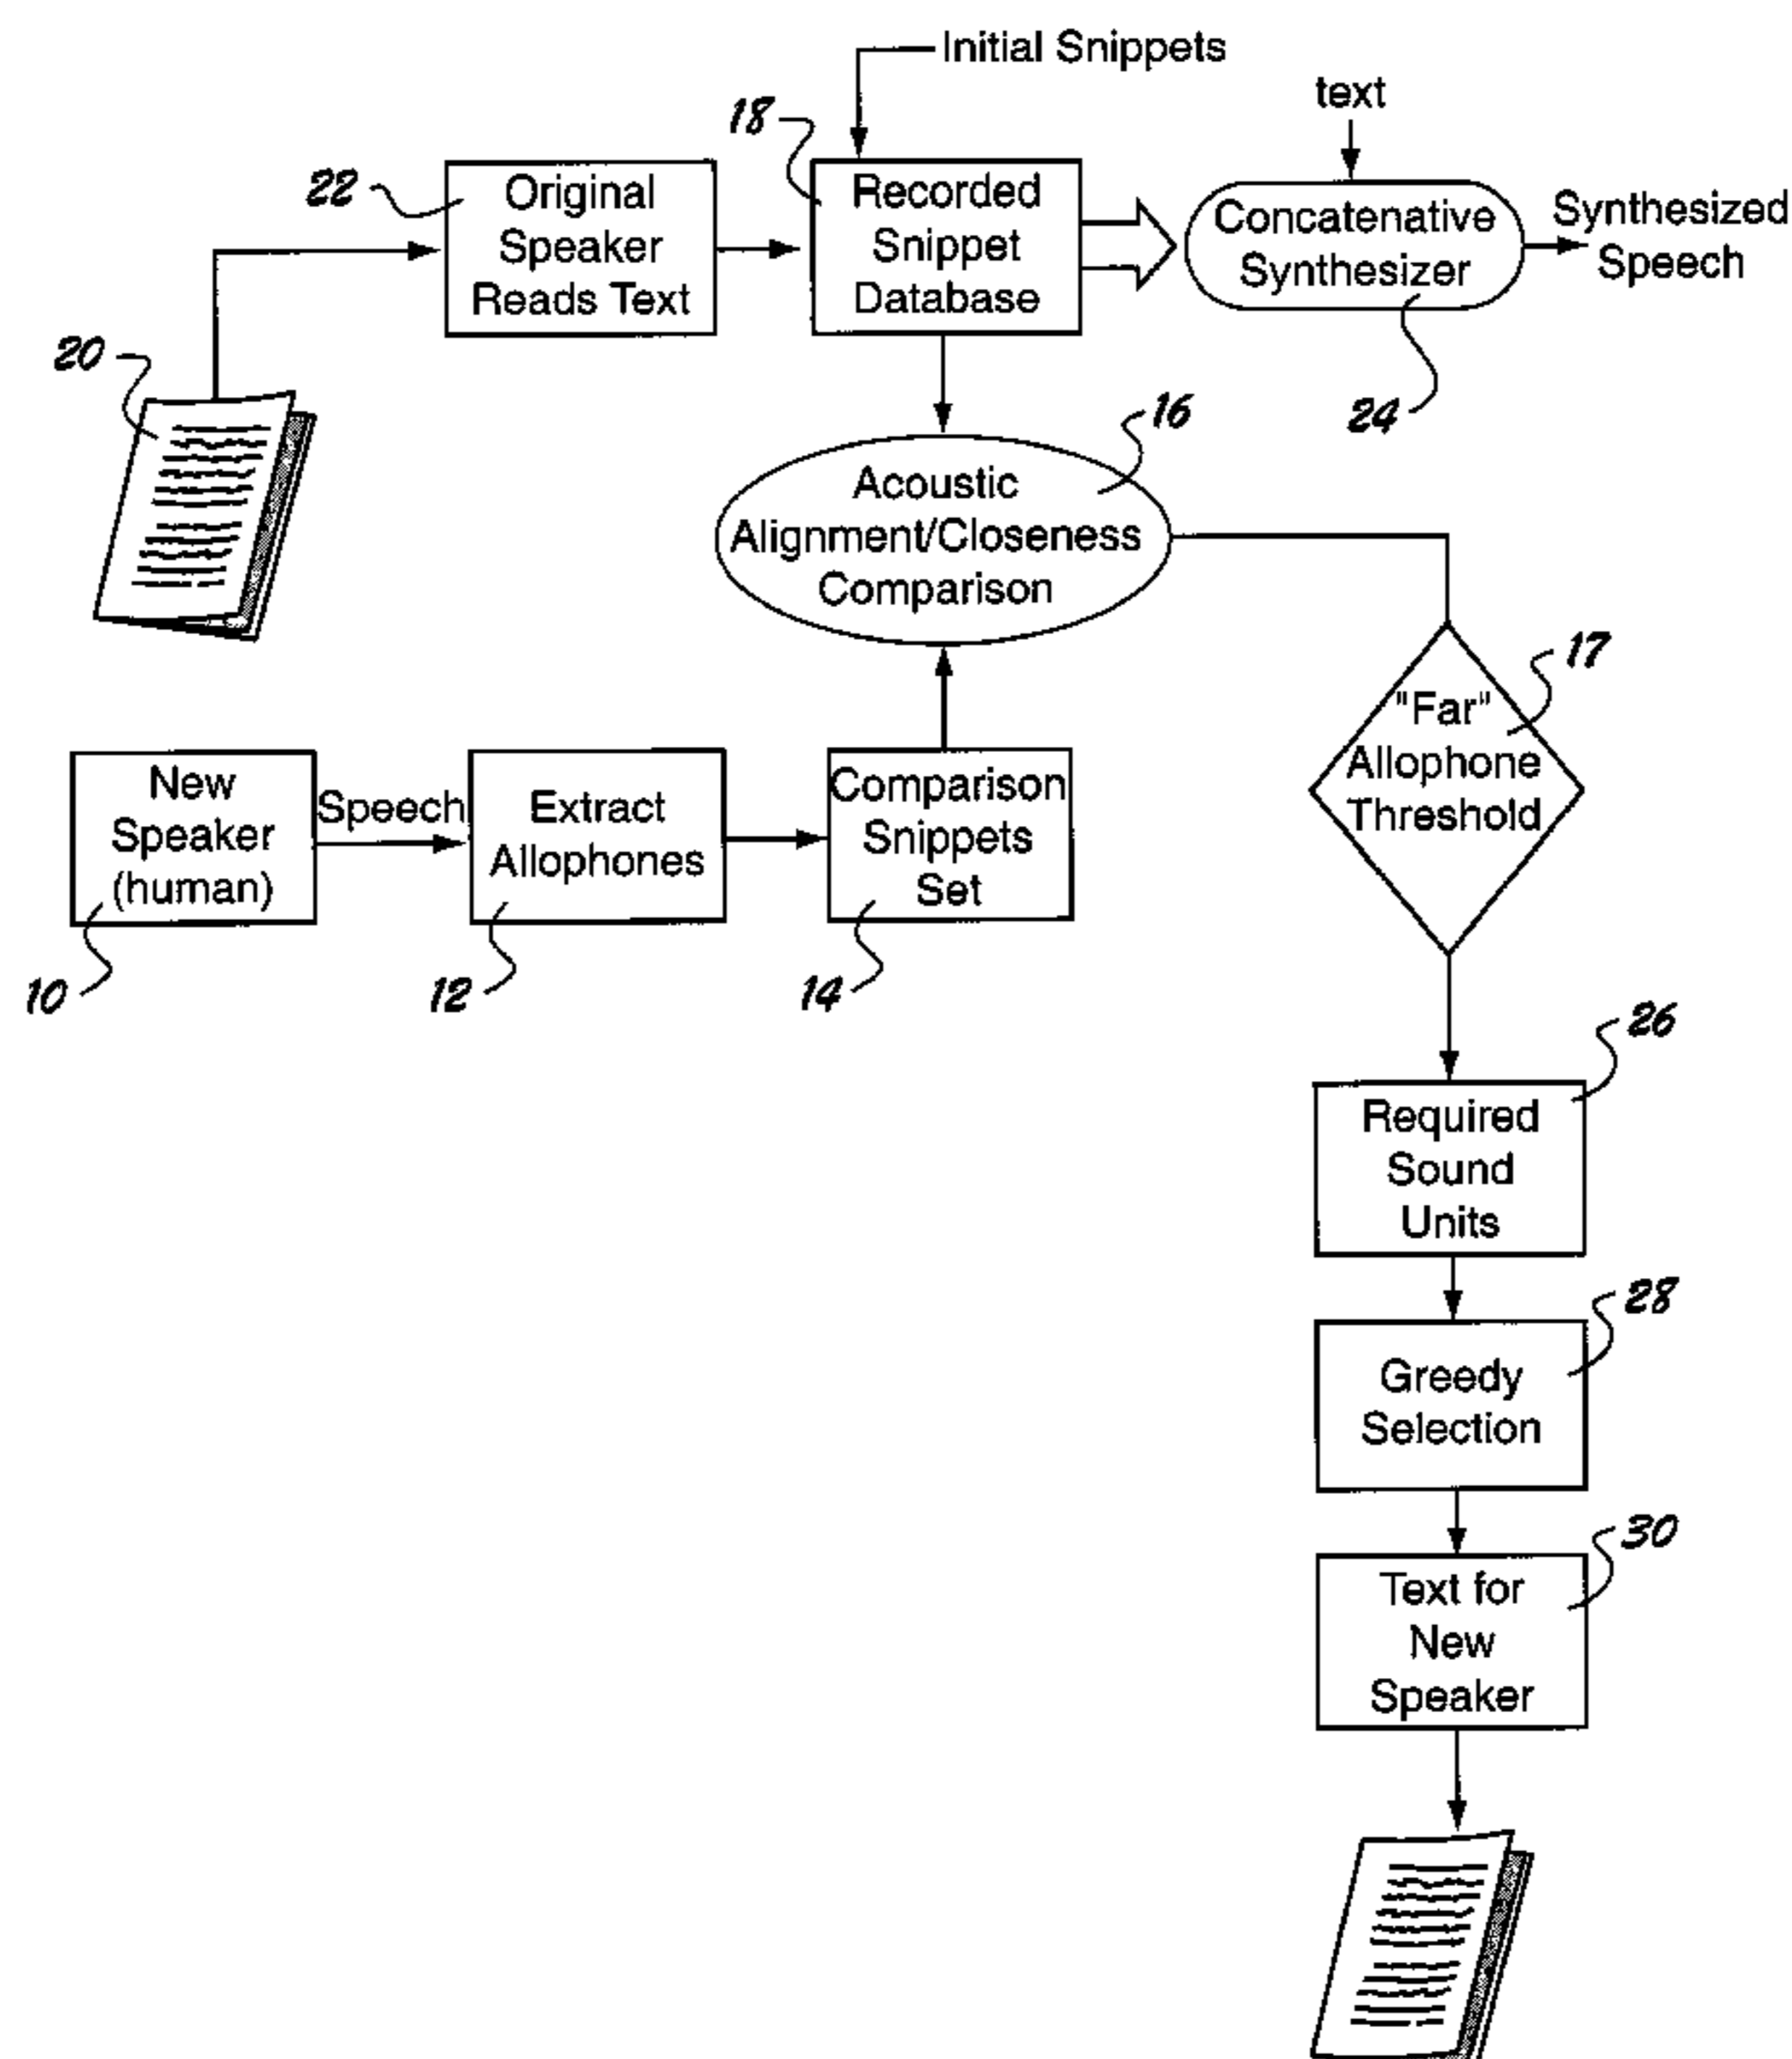 Initial Snippets
text
18
22
Original
Speaker
Reads Text
Recorded
Snippet
Database
Concatenative
Synthesizer
Synthesized
Speech
20
24
16
Acoustic
Alignment/Closeness
Comparison
17
"Far"
Allophone
Threshold
New
Speaker
(human)
Speech
Extract
Allophones
Comparison
Snippets
Set
10
12
14
26
Required
Sound
Units
28
Greedy
Selection
30
Text for
New
Speaker